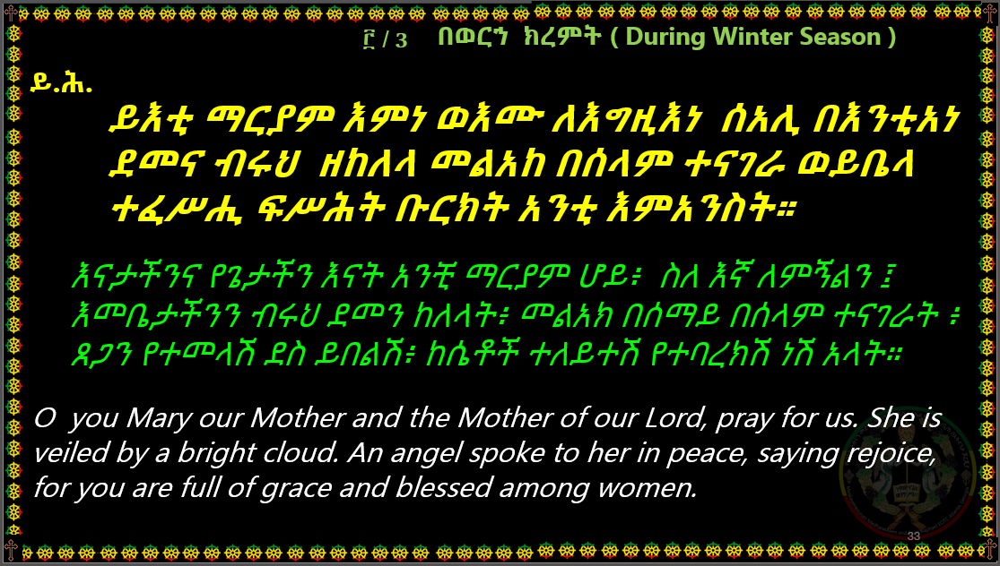 ፫ / 3 በወርኀ ክረምት ( During Winter Season )
ይ.ሕ.
ይእቲ ማርያም እምነ ወእሙ ለእግዚእነ ሰአሊ በእንቲአነ
ደመና ብሩህ ዘከለላ መልአከ በሰላም ተናገራ ወይቤላ
ተፈሥሒ ፍሥሕት ቡርክት አንቲ እምአንስት።
እናታችንና የጌታችን እናት አንቺ ማርያም ሆይ፥ ስለ እኛ ለምኝልን ፤
እመቤታችንን ብሩህ ደመን ከለላት፥ መልአክ በሰማይ በሰላም ተናገራት ፥
ጸጋን የተመላሽ ደስ ይበልሽ፥ ከሴቶች ተለይተሽ የተባረክሽ ነሽ አላት።
O you Mary our Mother and the Mother of our Lord, pray for us. She is
veiled by a bright cloud. An angel spoke to her in peace, saying rejoice,
for you are full of grace and blessed among women.
33